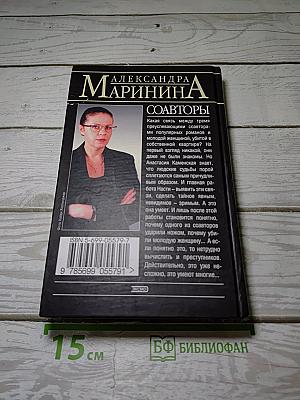 АЛЕКСАНДРА
МАРИНИНА
СОАВТОРЫ
Какая связь между тремя
преуспевающими соавтора-
ми популярных романов и
молодой женщиной, убитой в
собственной квартире? На
первый взгляд никакой, они
даже не были знакомы. Но
Анастасия Каменская знает,
что людские судьбы порой
сплетаются самым причудли-
вым образом. И главная ра-
бота Насти – выявить эти свя-
зи, сделать тайное явным,
невидимое – зримым. А это
она умеет. И лишь после этой
работы становится понятно,
почему одного из соавторов
ударили ножом, почему уби-
ли молодую женщину... А ес-
ли понятно это, то нетрудно
вычислить и преступников.
Действительно, это уже не-
сложно, это умеют многие...
ISBN 5-699-05579-7
9 785699 055791 >
ЭКСМО
15 см
БФ БИБЛИОФАН